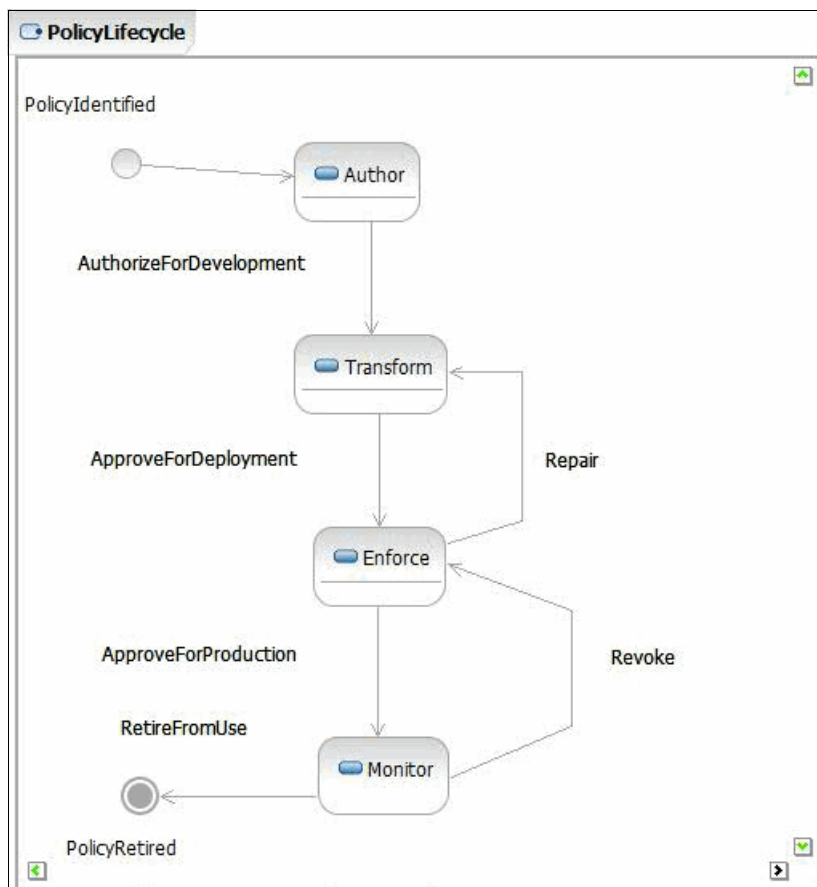 PolicyLifecycle
PolicyIdentified
Author
AuthorizeForDevelopment
Transform
ApproveForDeployment
Repair
Enforce
ApproveForProduction
Revoke
RetireFromUse
Monitor
PolicyRetired